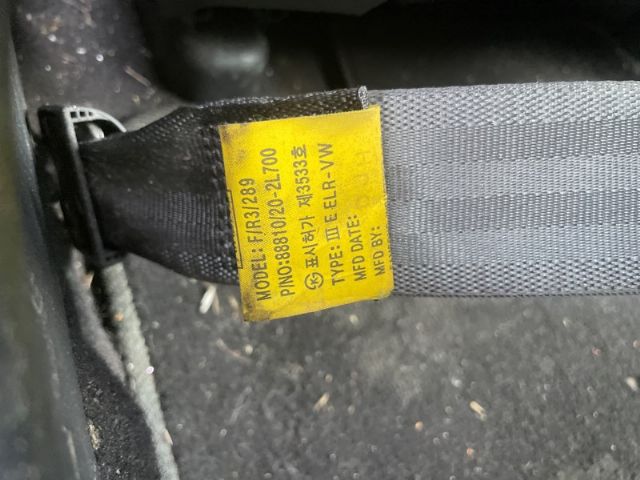 MODEL: F/R3/289
P/NO:88810/20-2L700
㉿ 표시허가 제3533호
TYPE: Ⅲ E ELR-VW
MFD DATE:
MFD BY: